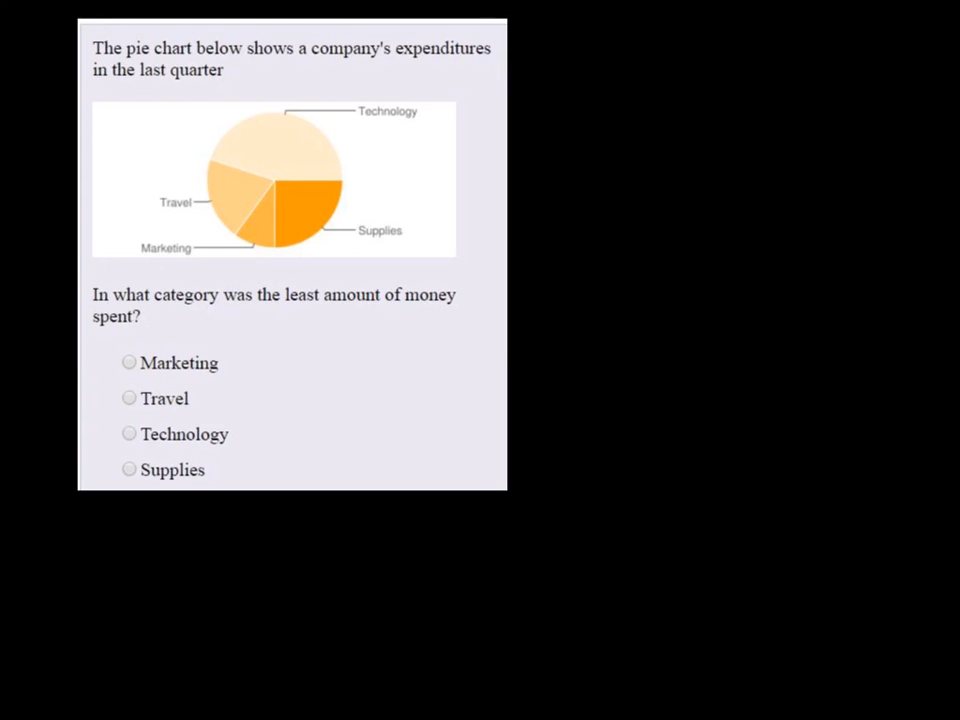 The pie chart below shows a company's expenditures
in the last quarter
Technology
Travel
Supplies
Marketing
In what category was the least amount of money
spent?
Marketing
Travel
Technology
Supplies